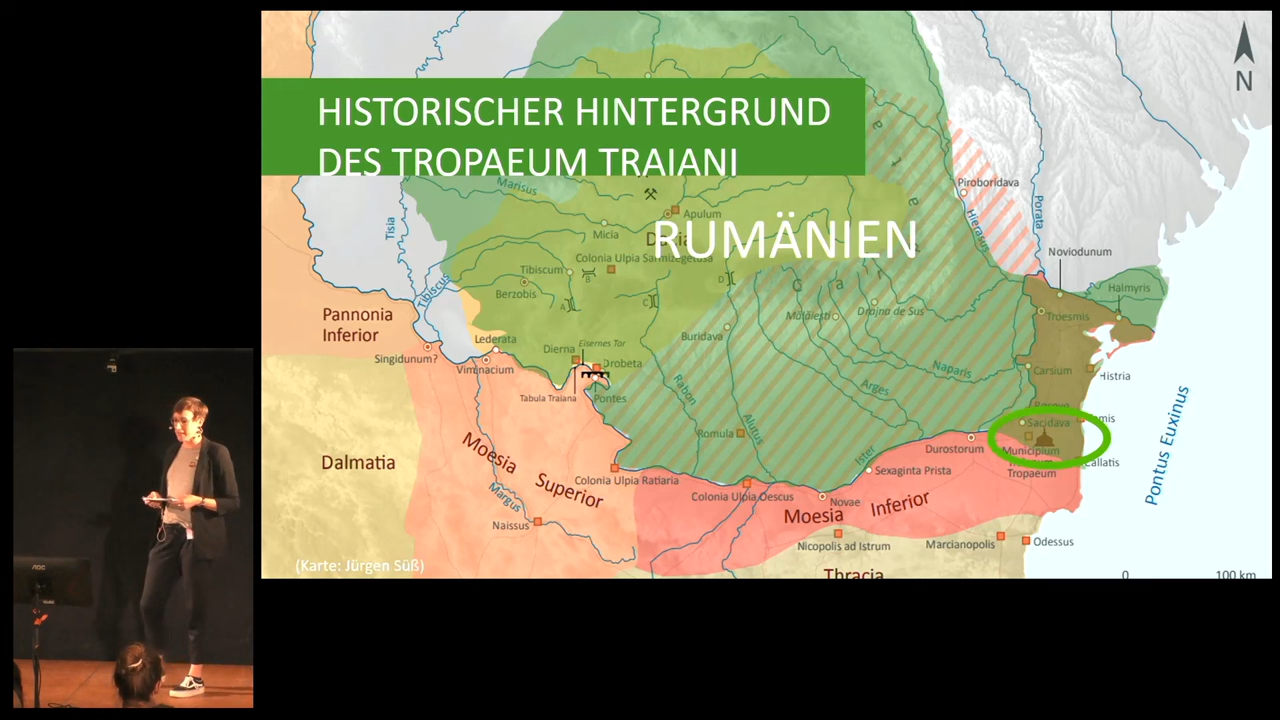 HISTORISCHER HINTERGRUND
DES TROPAEUM TRAIANI
RUMÄNIEN
N
Marisus
Tisia
Tibiscus
Apulum
Micia
Colonia Ulpia Sarmizegetusa
Tibiscum
Berzobis
A
B
C
D
Piroboridava
Hierasus
Porata
Noviodunum
Halmyris
Troesmis
Mălăiești
Drajna de Sus
Buridava
Pannonia
Inferior
Singidunum?
Lederata
Viminacium
Dierna
Eisernes Tor
Drobeta
Tabula Traiana
Pontes
Rabon
Alutus
Arges
Naparis
Carsium
Histria
Sacidava
Municipium
Tropaeum
Callatis
Durostorum
Ister
Romula
Sexaginta Prista
Dalmatia
Moesia
Superior
Margus
Naissus
Colonia Ulpia Ratiaria
Colonia Ulpia Oescus
Novae
Moesia
Inferior
Nicopolis ad Istrum
Marcianopolis
Odessus
Pontus Euxinus
Thracia
(Karte: Jürgen Süß)
0
100 km
AOC